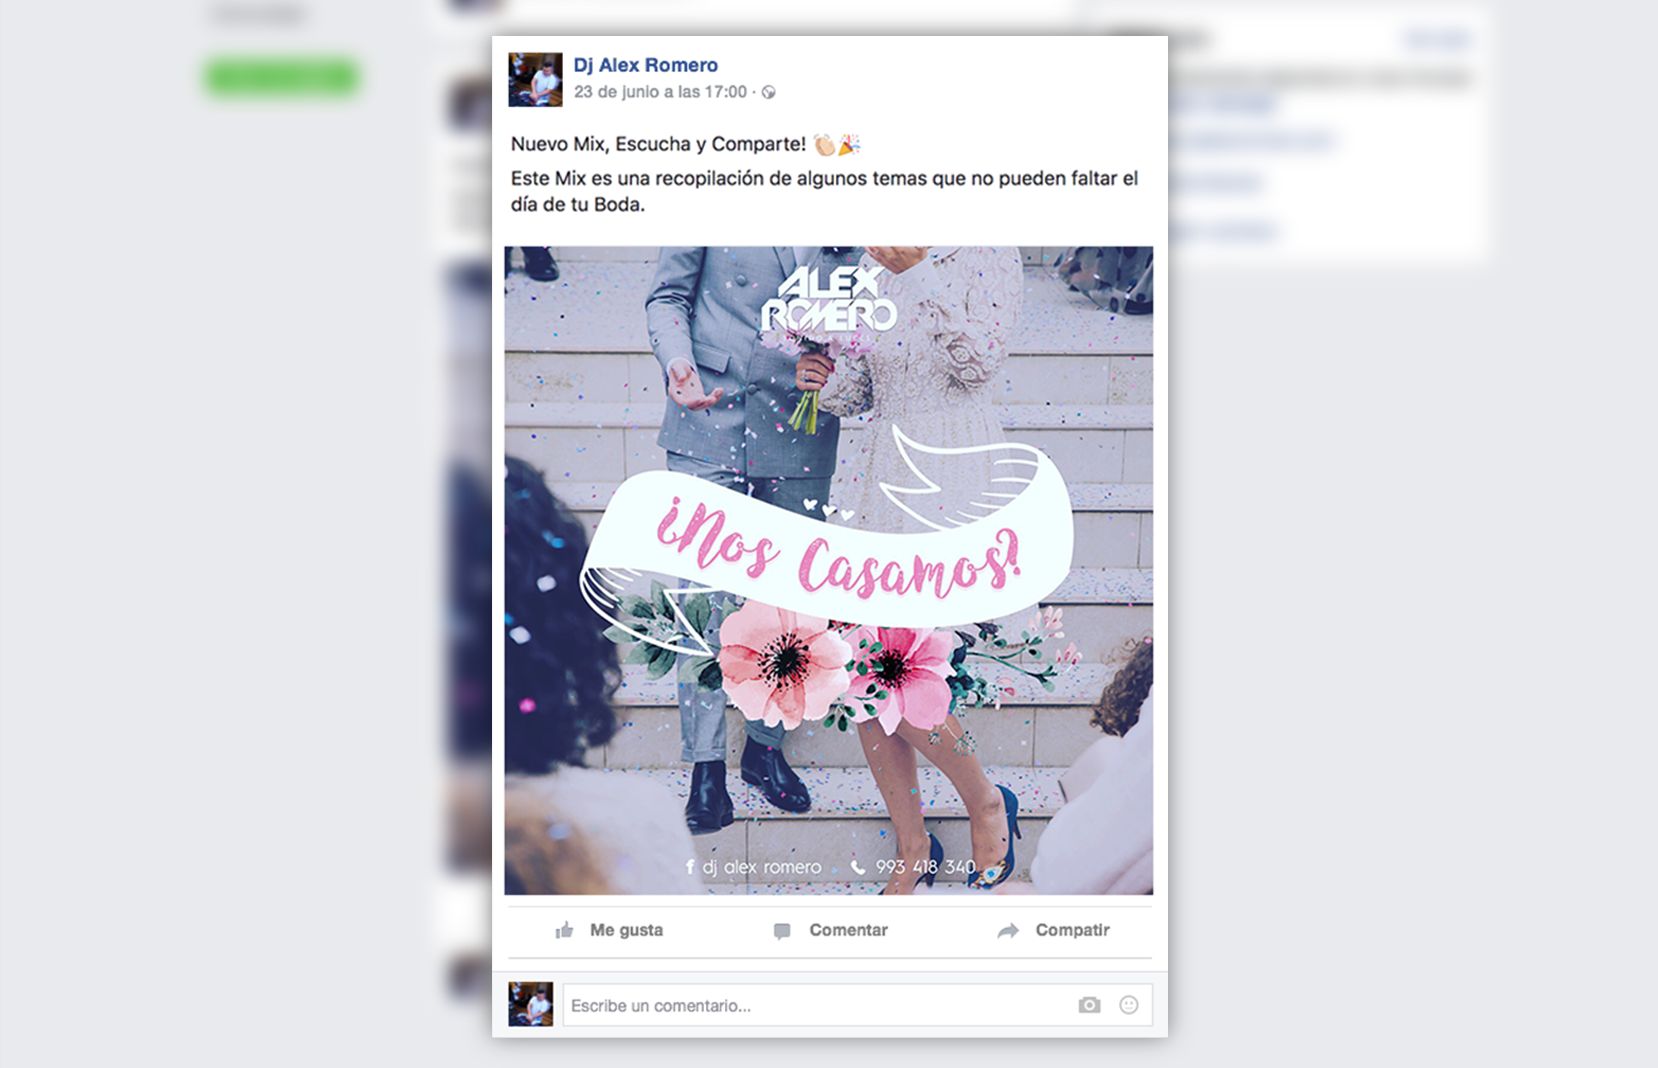 Dj Alex Romero
23 de junio a las 17:00 ·
Nuevo Mix, Escucha y Comparte! 👏🏻🎉
Este Mix es una recopilación de algunos temas que no pueden faltar el
día de tu Boda.
ALEX
ROMERO
¿Nos Casamos?
f dj alex romero 993 418 340
Me gusta Comentar Compatir
Escribe un comentario...